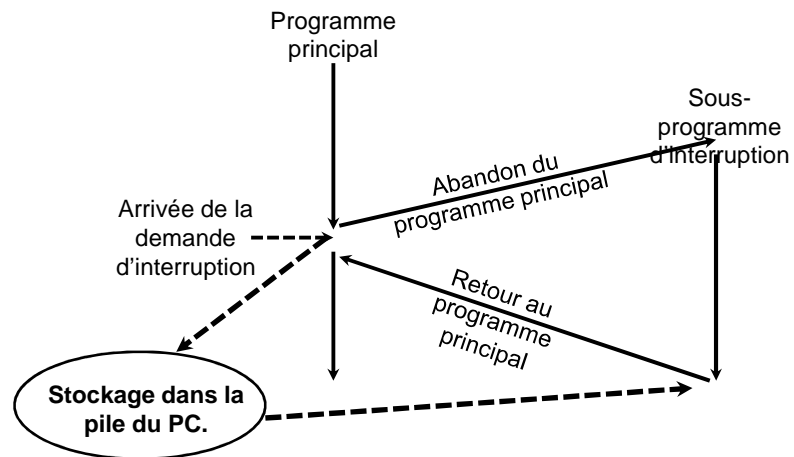 Programme
principal
Sous-
programme
d'interruption
Abandon du
programme principal
Arrivée de la
demande
d'interruption
Retour au
programme
principal
Stockage dans la
pile du PC.